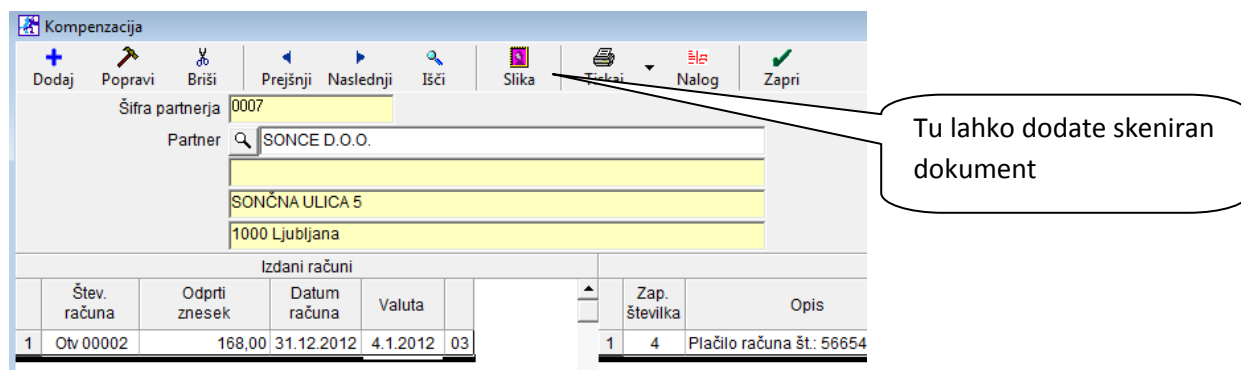 Kompenzacija
Dodaj Popravi Briši Prejšnji Naslednji Išči Slika Tiskaj Nalog Zapri
Šifra partnerja 0007
Partner SONCE D.O.O.
SONČNA ULICA 5
1000 Ljubljana
Tu lahko dodate skeniran
dokument
Izdani računi
Štev. računa Odprti znesek Datum računa Valuta Zap. številka Opis
1 Otv 00002 168,00 31.12.2012 4.1.2012 03 1 4 Plačilo računa št.: 56654